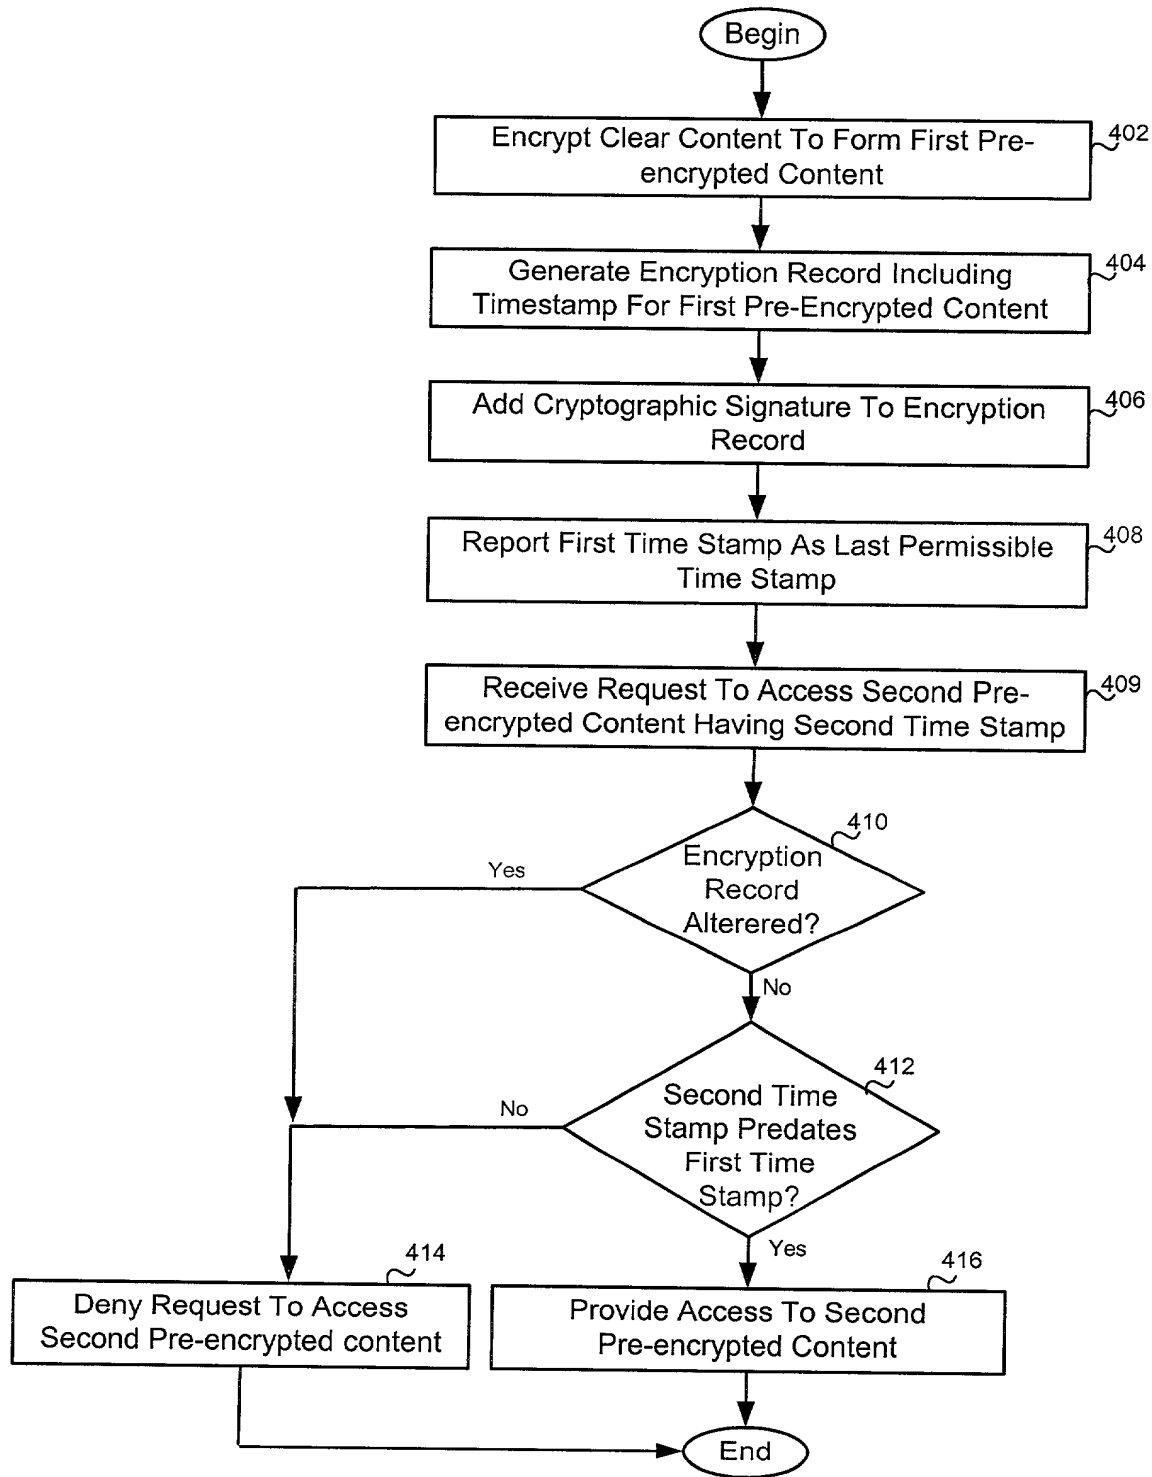 Begin
Encrypt Clear Content To Form First Pre-
encrypted Content
402
Generate Encryption Record Including
Timestamp For First Pre-Encrypted Content
404
Add Cryptographic Signature To Encryption
Record
406
Report First Time Stamp As Last Permissible
Time Stamp
408
Receive Request To Access Second Pre-
encrypted Content Having Second Time Stamp
409
410
Encryption
Record
Alterered?
Yes
No
412
Second Time
Stamp Predates
First Time
Stamp?
No
Yes
414
Deny Request To Access
Second Pre-encrypted content
416
Provide Access To Second
Pre-encrypted Content
End